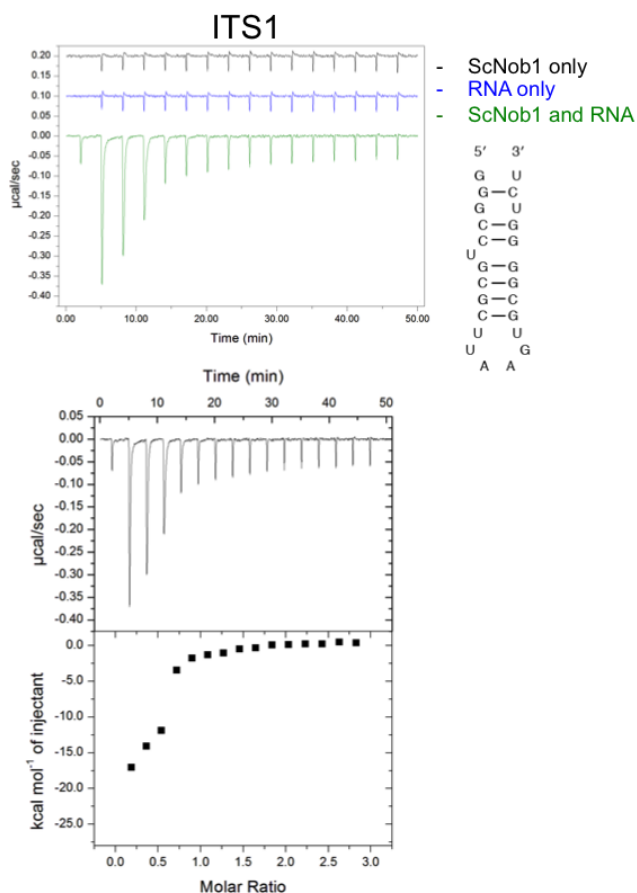 ITS1
- ScNob1 only
- RNA only
- ScNob1 and RNA
0.20
0.15
0.10
0.05
0.00
-0.05
-0.10
-0.15
-0.20
-0.25
-0.30
-0.35
-0.40
µcal/sec
0.00 10.00 20.00 30.00 40.00 50.00
Time (min)
5′ 3′
G U
G C
G U
C G
C G
U
G G
C G
G C
C G
U U
U G
A A
Time (min)
0 10 20 30 40 50
0.05
0.00
-0.05
-0.10
-0.15
-0.20
-0.25
-0.30
-0.35
-0.40
µcal/sec
0.0
-5.0
-10.0
-15.0
-20.0
-25.0
kcal mol⁻¹ of injectant
0.0 0.5 1.0 1.5 2.0 2.5 3.0
Molar Ratio